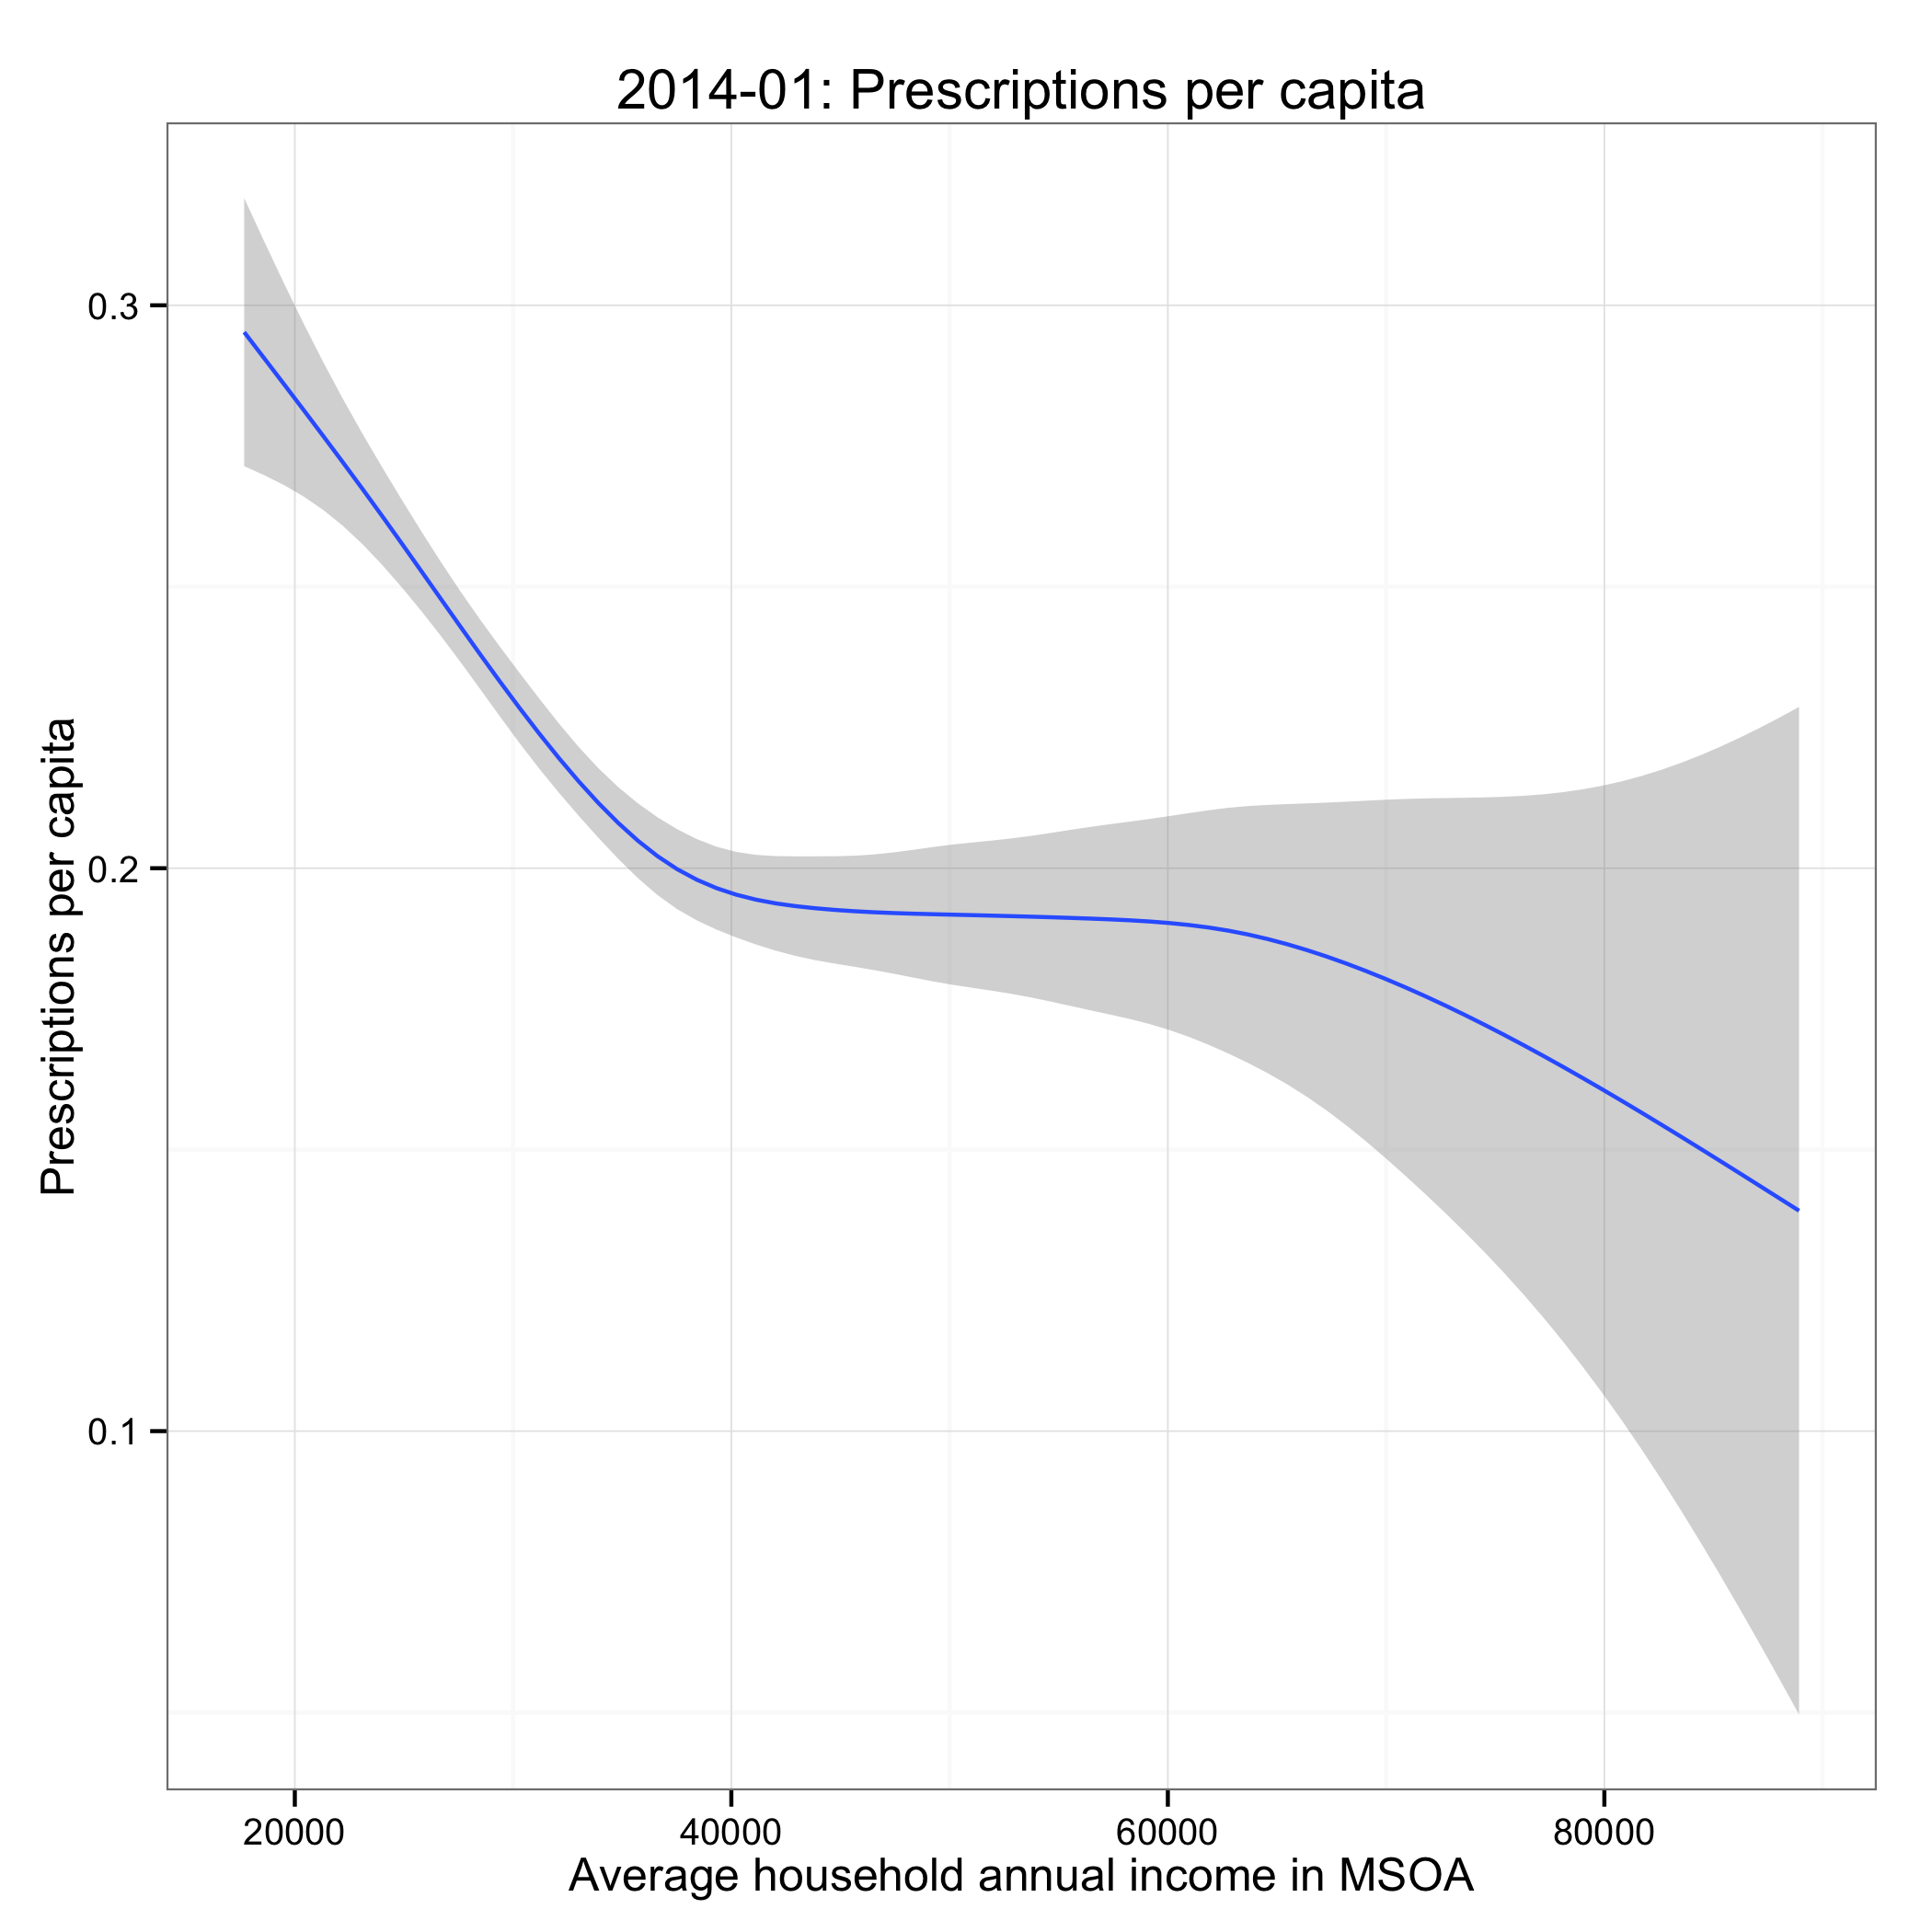 2014-01: Prescriptions per capita
Prescriptions per capita
0.3
0.2
0.1
20000 40000 60000 80000
Average household annual income in MSOA